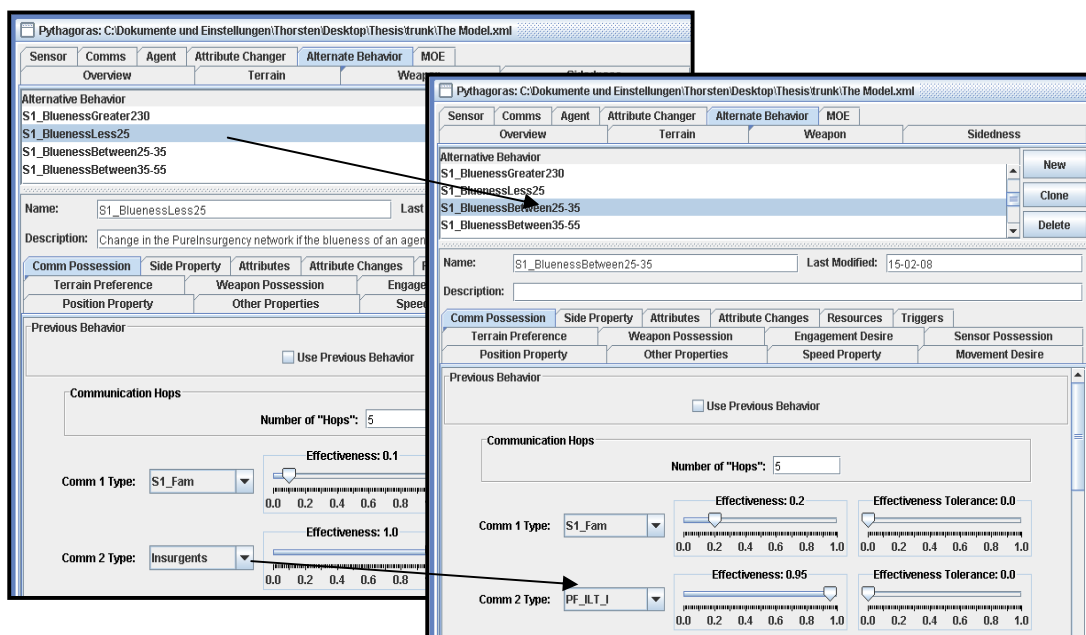 Pythagoras: C:\Dokumente und Einstellungen\Thorsten\Desktop\Thesis\trunk\The Model.xml
Sensor Comms Agent Attribute Changer Alternate Behavior MOE
Overview Terrain Weap
Alternative Behavior
S1_BluenessGreater230
S1_BluenessLess25
S1_BluenessBetween25-35
S1_BluenessBetween35-55
Name: S1_BluenessLess25 Last
Description: Change in the PureInsurgency network if the blueness of an agen
Comm Possession Side Property Attributes Attribute Changes
Terrain Preference Weapon Possession Engage
Position Property Other Properties Spee
Previous Behavior
Use Previous Behavior
Communication Hops
Number of "Hops": 5
Effectiveness: 0.1
Comm 1 Type: S1_Fam
0.0 0.2 0.4 0.6 0.8
Effectiveness: 1.0
Comm 2 Type: Insurgents
0.0 0.2 0.4 0.6 0.8
Pythagoras: C:\Dokumente und Einstellungen\Thorsten\Desktop\Thesis\trunk\The Model.xml
Sensor Comms Agent Attribute Changer Alternate Behavior MOE
Overview Terrain Weapon Sidedness
Alternative Behavior
S1_BluenessGreater230
S1_BluenessLess25
S1_BluenessBetween25-35
S1_BluenessBetween35-55
New
Clone
Delete
Name: S1_BluenessBetween25-35 Last Modified: 15-02-08
Description:
Comm Possession Side Property Attributes Attribute Changes Resources Triggers
Terrain Preference Weapon Possession Engagement Desire Sensor Possession
Position Property Other Properties Speed Property Movement Desire
Previous Behavior
Use Previous Behavior
Communication Hops
Number of "Hops": 5
Effectiveness: 0.2 Effectiveness Tolerance: 0.0
Comm 1 Type: S1_Fam
0.0 0.2 0.4 0.6 0.8 1.0 0.0 0.2 0.4 0.6 0.8 1.0
Effectiveness: 0.95 Effectiveness Tolerance: 0.0
Comm 2 Type: PF_ILT_I
0.0 0.2 0.4 0.6 0.8 1.0 0.0 0.2 0.4 0.6 0.8 1.0